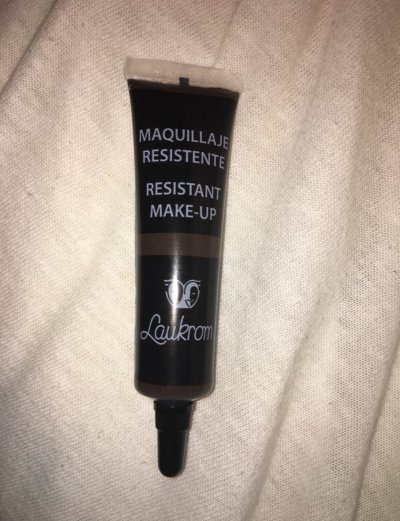 MAQUILLAJE
RESISTENTE
RESISTANT
MAKE-UP
Laukrom